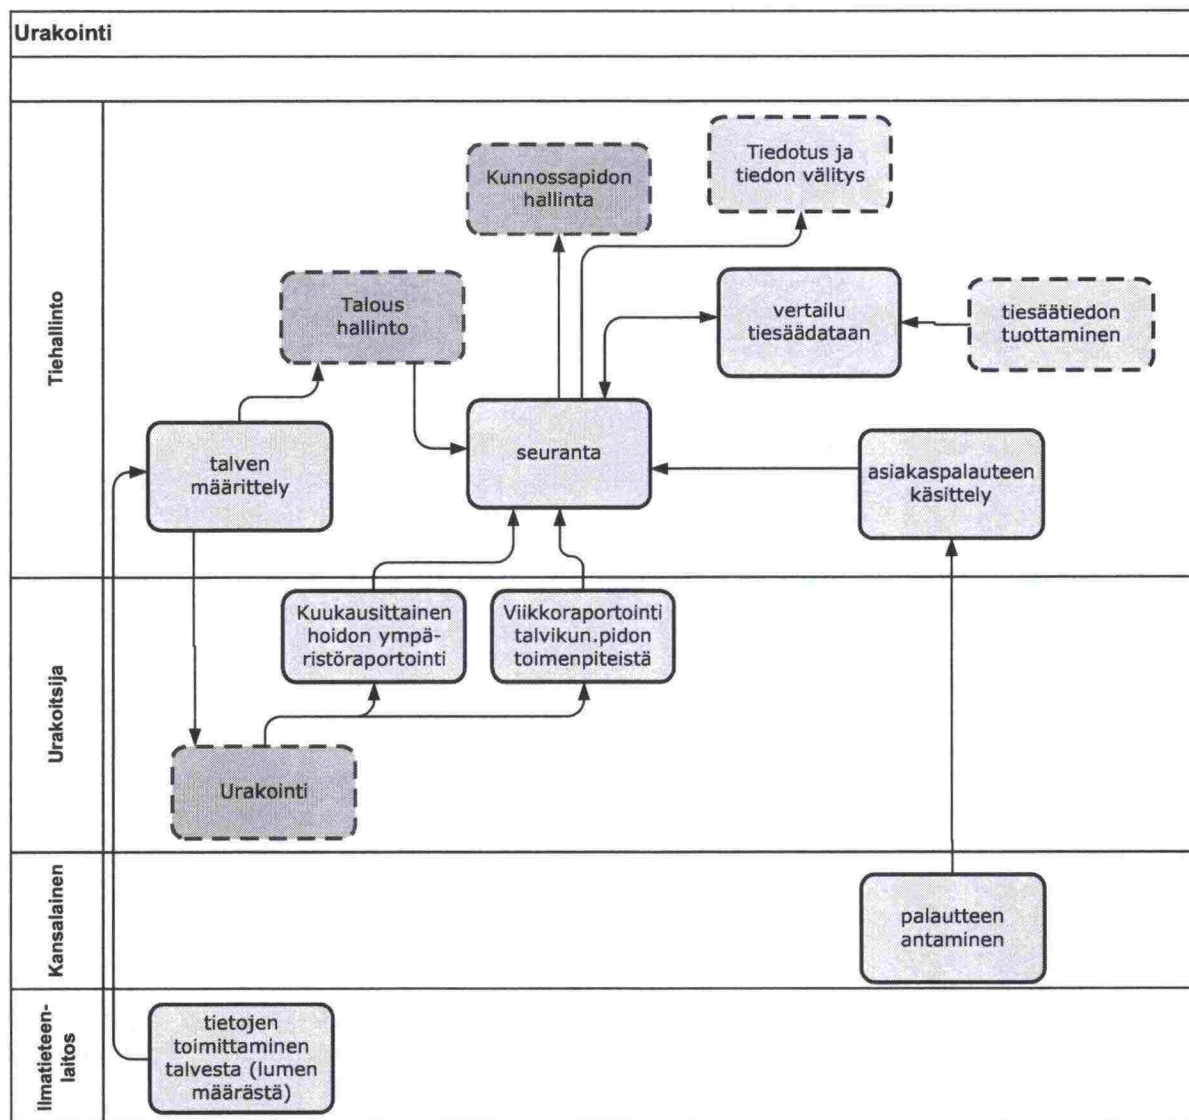 Urakointi
Tiehallinto
Kunnossapidon
hallinta
Tiedotus ja
tiedon välitys
Talous
hallinto
vertailu
tiesäädataan
tiesäätiedon
tuottaminen
talven
määrittely
seuranta
asiakaspalauteen
käsittely
Urakoitsija
Kuukausittainen
hoidon ympä-
ristöraportointi
Viikkoraportointi
talvikun.pidon
toimenpiteistä
Urakointi
Kansalainen
palautteen
antaminen
Ilmatieteen-
laitos
tietojen
toimittaminen
talvesta (lumen
määrästä)